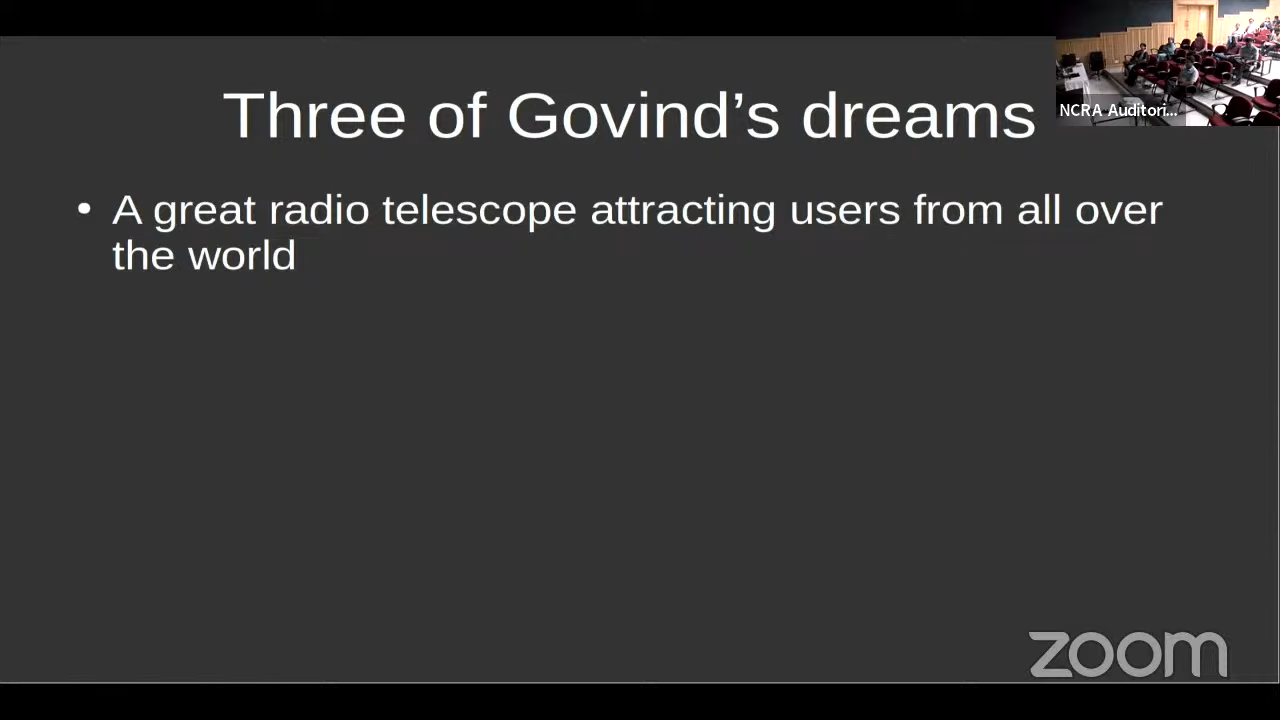 Three of Govind’s dreams
NCRA Auditori...
• A great radio telescope attracting users from all over
the world
zoom